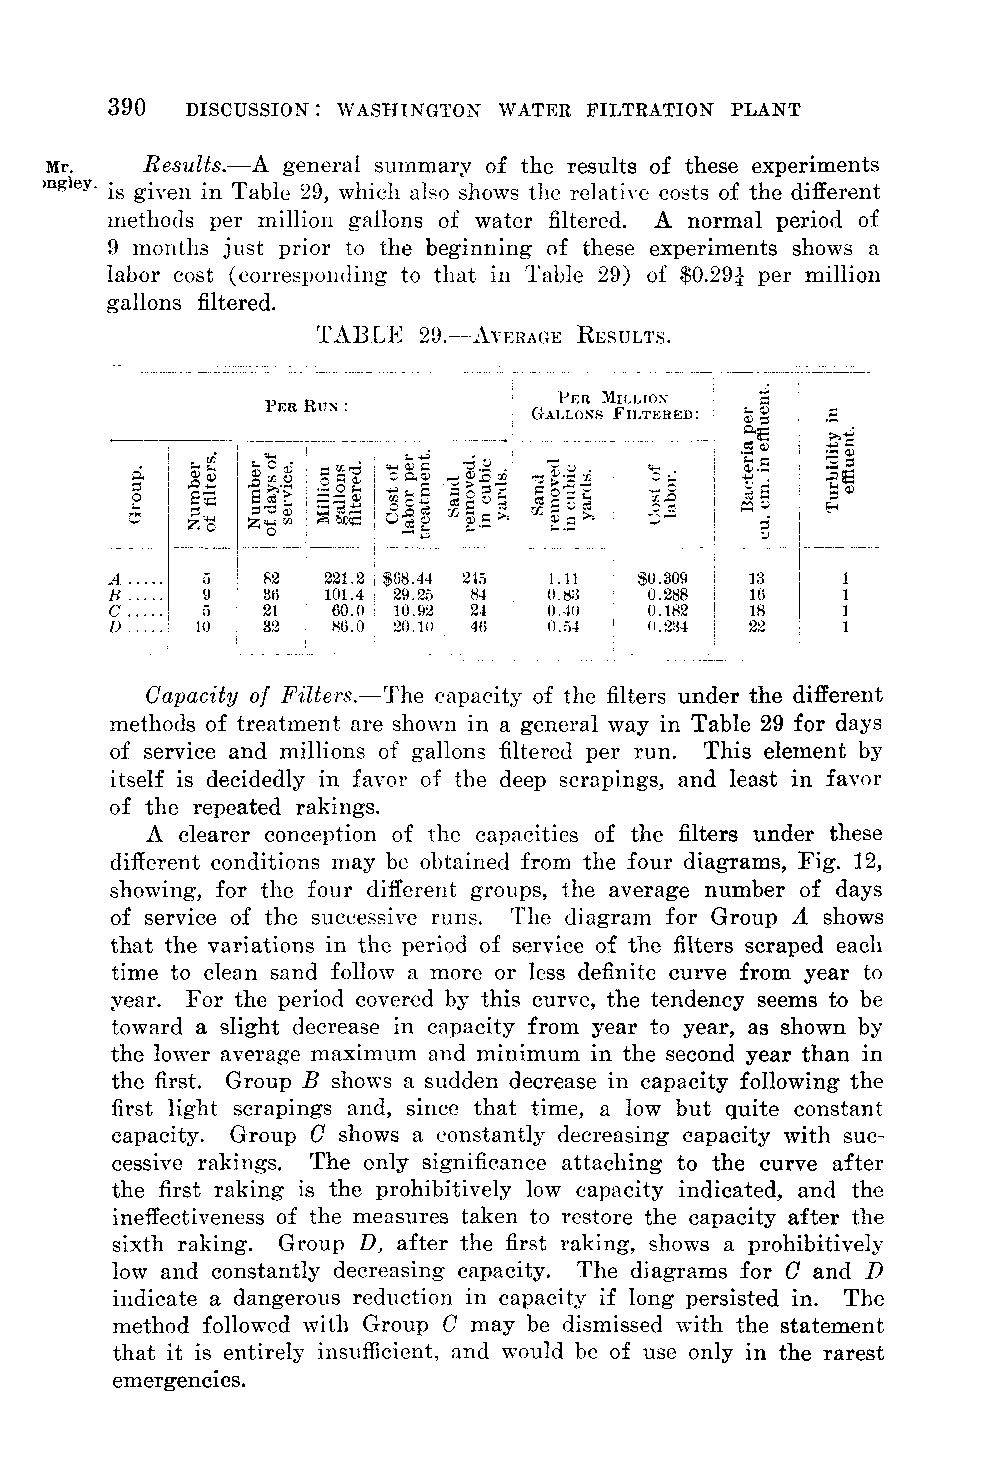 390 DISCUSSION: WASHINGTON WATER FILTRATION PLANT
Mr. Results.—A general summary of the results of these experiments
ongley. is given in Table 29, which also shows the relative costs of the different
methods per million gallons of water filtered. A normal period of
9 months just prior to the beginning of these experiments shows a
labor cost (corresponding to that in Table 29) of $0.29¼ per million
gallons filtered.
TABLE 29.—AVERAGE RESULTS.
PER RUN: PER MILLION GALLONS FILTERED:
Group. Number of filters. Number of days of service. Million gallons filtered. Cost of labor per treatment. Sand removed, in cubic yards. Sand removed in cubic yards. Cost of labor. Bacteria per cu. cm. in effluent. Turbidity in effluent.
A..... 5 82 221.2 $68.44 245 1.11 $0.309 13 1
B..... 9 36 101.4 29.25 84 0.83 0.288 16 1
C..... 5 21 60.0 10.92 24 0.40 0.182 18 1
D..... 10 32 86.0 20.10 46 0.54 0.234 22 1
Capacity of Filters.—The capacity of the filters under the different
methods of treatment are shown in a general way in Table 29 for days
of service and millions of gallons filtered per run. This element by
itself is decidedly in favor of the deep scrapings, and least in favor
of the repeated rakings.
A clearer conception of the capacities of the filters under these
different conditions may be obtained from the four diagrams, Fig. 12,
showing, for the four different groups, the average number of days
of service of the successive runs. The diagram for Group A shows
that the variations in the period of service of the filters scraped each
time to clean sand follow a more or less definite curve from year to
year. For the period covered by this curve, the tendency seems to be
toward a slight decrease in capacity from year to year, as shown by
the lower average maximum and minimum in the second year than in
the first. Group B shows a sudden decrease in capacity following the
first light scrapings and, since that time, a low but quite constant
capacity. Group C shows a constantly decreasing capacity with suc-
cessive rakings. The only significance attaching to the curve after
the first raking is the prohibitively low capacity indicated, and the
ineffectiveness of the measures taken to restore the capacity after the
sixth raking. Group D, after the first raking, shows a prohibitively
low and constantly decreasing capacity. The diagrams for C and D
indicate a dangerous reduction in capacity if long persisted in. The
method followed with Group C may be dismissed with the statement
that it is entirely insufficient, and would be of use only in the rarest
emergencies.